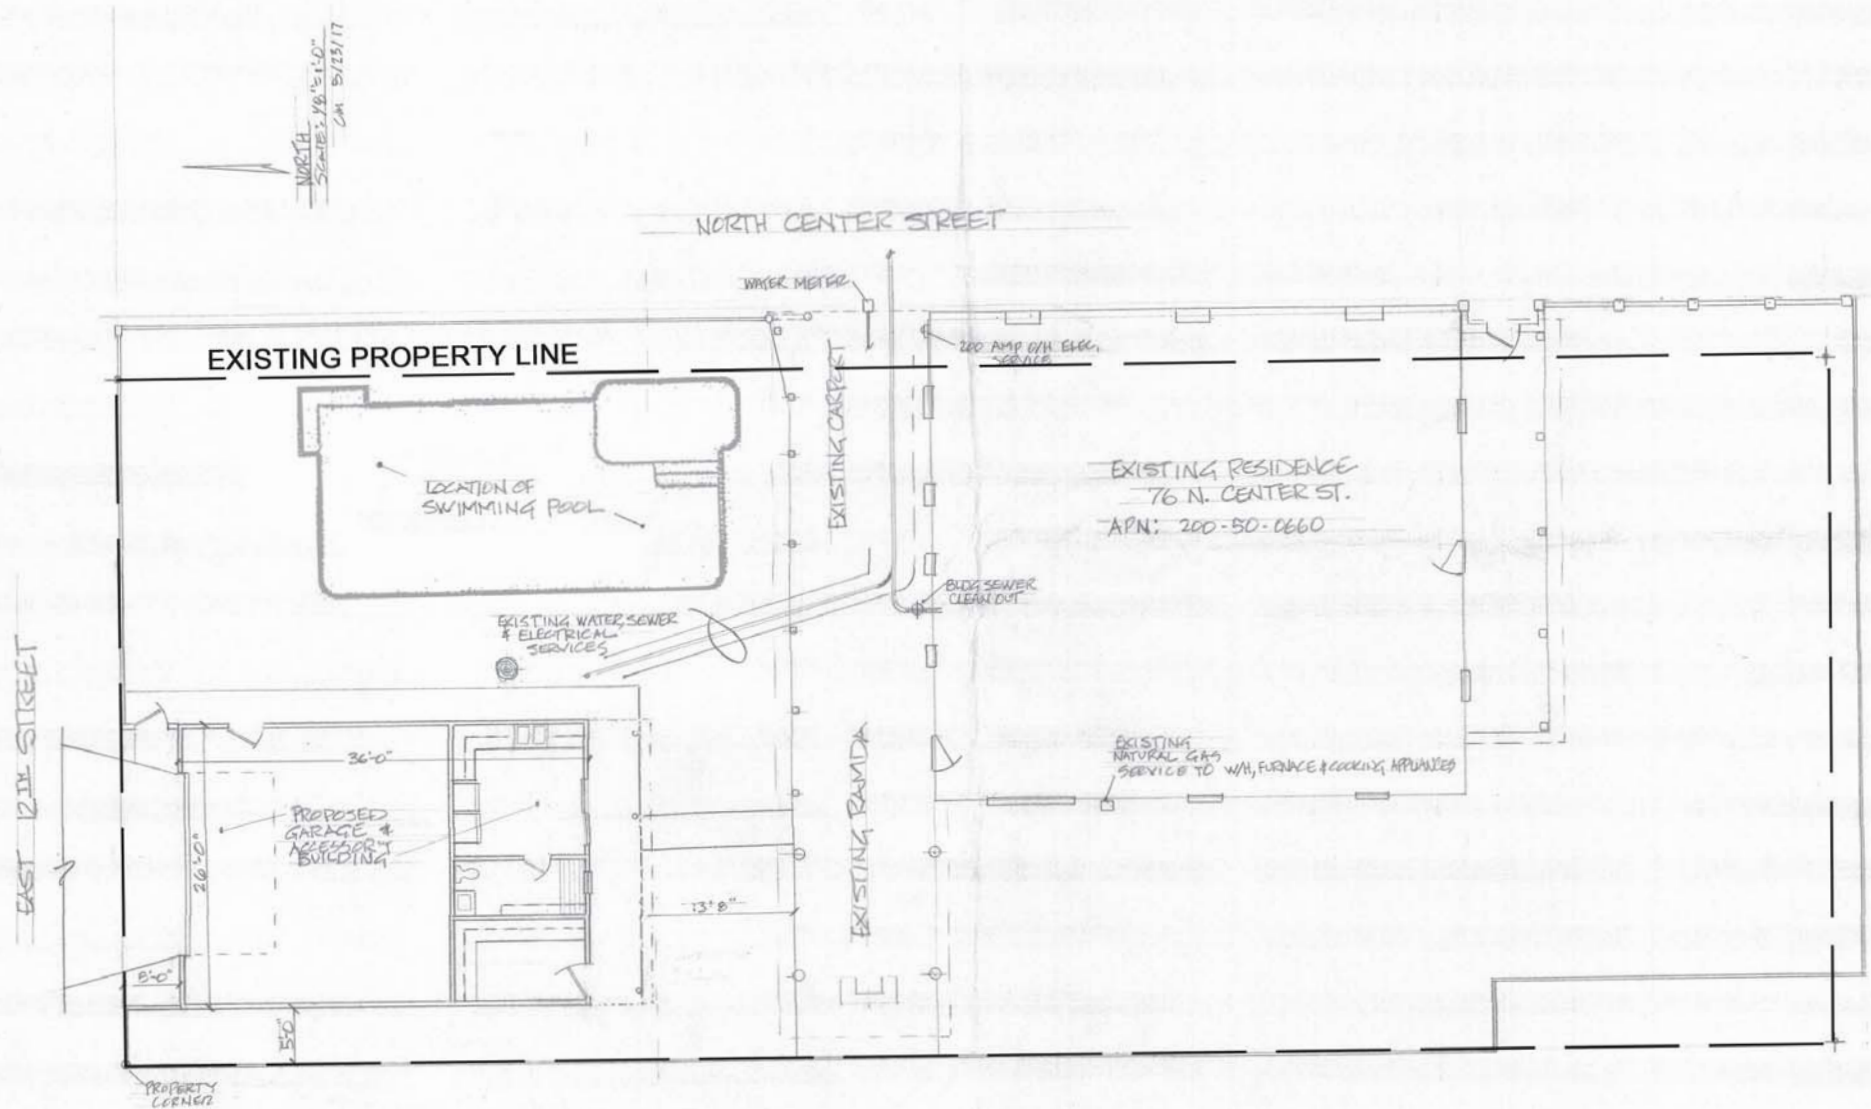 NORTH
SCALE: 1/8"=1'-0"
5/23/17
NORTH CENTER STREET
WATER METER
EXISTING PROPERTY LINE
200 AMP O/H ELEC.
SERVICE
EXISTING CARPORT
LOCATION OF
SWIMMING POOL
EXISTING RESIDENCE
76 N. CENTER ST.
APN: 200-50-0660
BLDG SEWER
CLEANOUT
EXISTING WATER, SEWER
& ELECTRICAL
SERVICES
EAST 12TH STREET
36'-0"
EXISTING
NATURAL GAS
SERVICE TO W/H, FURNACE & COOKING APPLIANCES
PROPOSED
GARAGE &
ACCESSORY
BUILDING
26'-0"
EXISTING RAMADA
13'8"
5'-0"
PROPERTY
CORNER